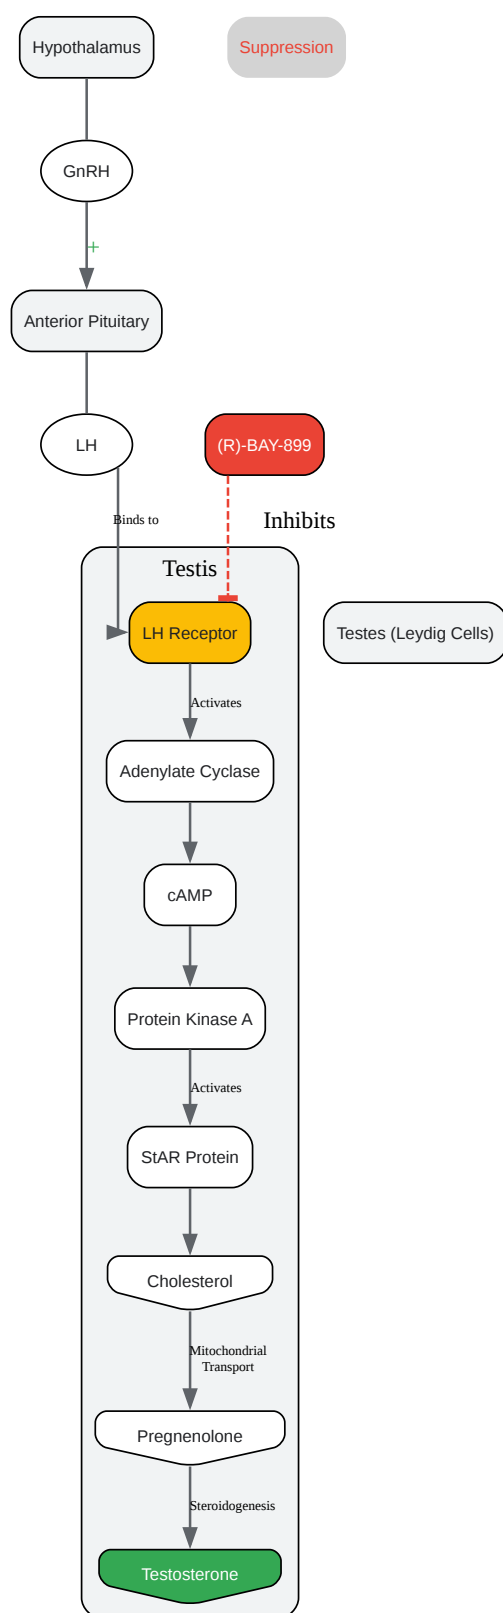 Hypothalamus
Suppression
GnRH
+
Anterior Pituitary
LH
(R)-BAY-899
Binds to
Inhibits
Testis
LH Receptor
Testes (Leydig Cells)
Activates
Adenylate Cyclase
cAMP
Protein Kinase A
Activates
StAR Protein
Cholesterol
Mitochondrial
Transport
Pregnenolone
Steroidogenesis
Testosterone